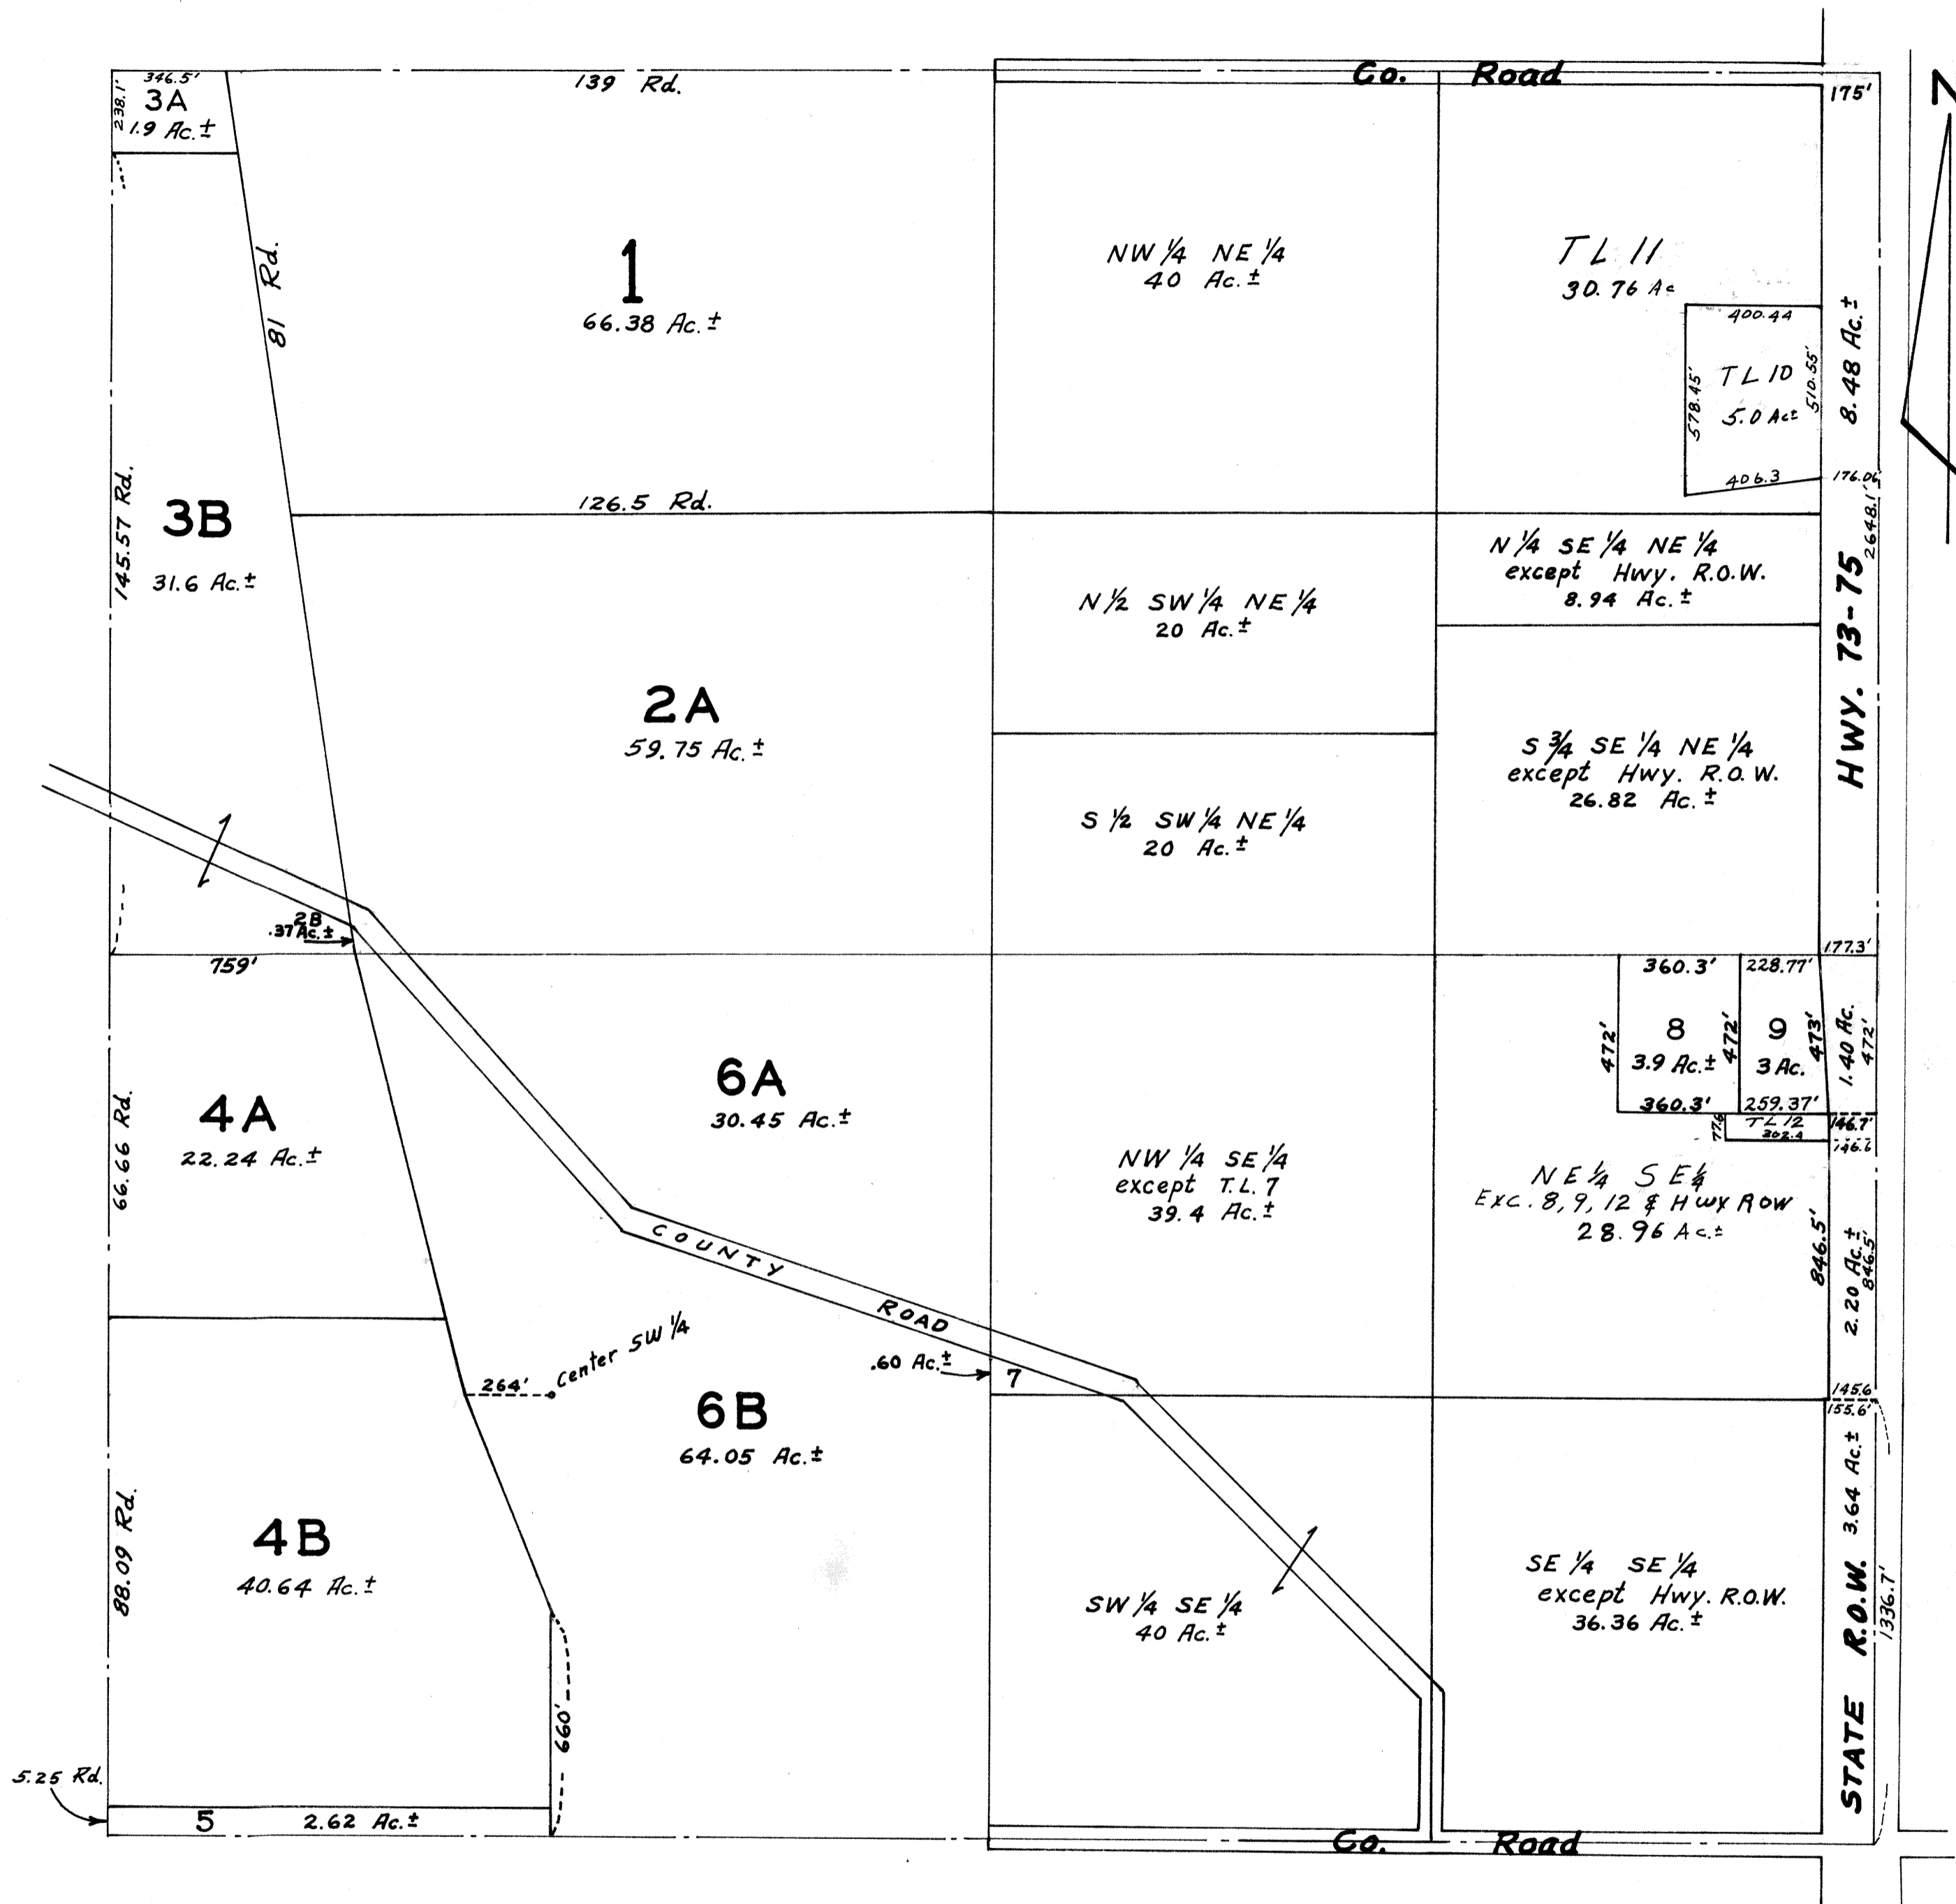 Co. Road
346.5'
139 Rd.
175'
N
238.1'
3A
1.9 Ac.±
81 Rd.
1
66.38 Ac.±
NW ¼ NE ¼
40 Ac.±
TL 11
30.76 Ac
400.44
TL 10
5.0 Ac±
578.45'
510.55'
406.3
8.48 Ac.±
176.06'
2648.1'
HWY. 73-75
145.57 Rd.
3B
31.6 Ac.±
126.5 Rd.
N ¼ SE ¼ NE ¼
except Hwy. R.O.W.
8.94 Ac.±
N ½ SW ¼ NE ¼
20 Ac.±
2A
59.75 Ac.±
S ¾ SE ¼ NE ¼
except Hwy. R.O.W.
26.82 Ac.±
S ½ SW ¼ NE ¼
20 Ac.±
2B
.37 Ac.±
759'
177.3'
360.3'
228.77'
472'
8
3.9 Ac.±
472'
9
3 Ac.
473'
1.40 Ac.
472'
360.3'
259.37'
77.6
TL 12
302.4
146.7'
146.6
66.66 Rd.
4A
22.24 Ac.±
6A
30.45 Ac.±
NW ¼ SE ¼
except T.L. 7
39.4 Ac.±
NE ¼ SE ¼
Exc. 8, 9, 12 & Hwy ROW
28.96 Ac.±
846.5'
2.20 Ac.±
846.5'
COUNTY ROAD
Center SW ¼
264'
.60 Ac.±
7
145.6
155.6'
6B
64.05 Ac.±
88.09 Rd.
4B
40.64 Ac.±
660'
SW ¼ SE ¼
40 Ac.±
SE ¼ SE ¼
except Hwy. R.O.W.
36.36 Ac.±
STATE R.O.W. 3.64 Ac.±
1336.7'
5.25 Rd.
5 2.62 Ac.±
Co. Road